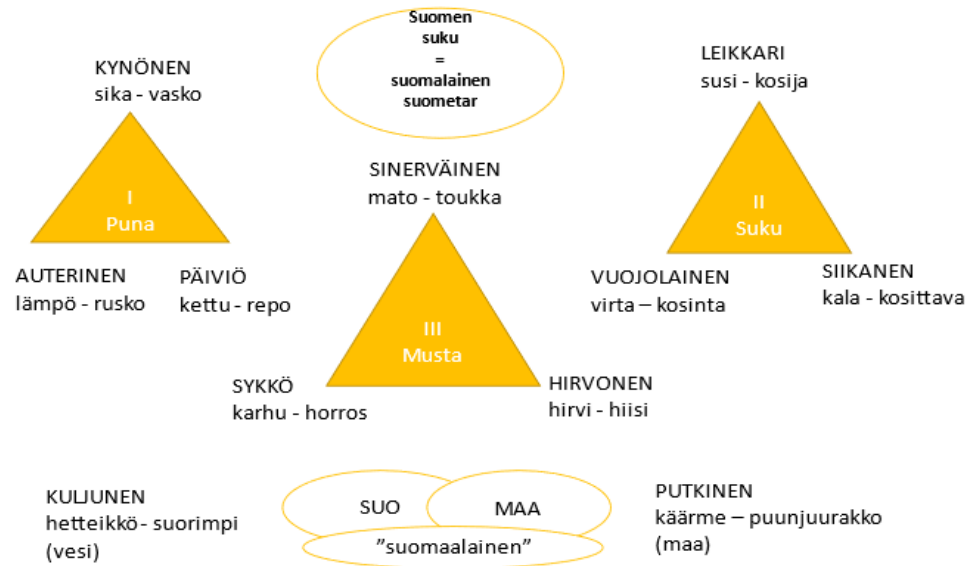 Suomen
suku
=
suomalainen
suometar
KYNÖNEN
sika - vasko
I
Puna
AUTERINEN
lämpö - rusko
PÄIVIÖ
kettu - repo
LEIKKARI
susi - kosija
II
Suku
VUOJOLAINEN
virta – kosinta
SIIKANEN
kala - kosittava
SINERVÄINEN
mato - toukka
III
Musta
SYKKÖ
karhu - horros
HIRVONEN
hirvi - hiisi
KULJUNEN
hetteikkö - suorimpi
(vesi)
SUO
MAA
”suomaalainen”
PUTKINEN
käärme – puunjuurakko
(maa)